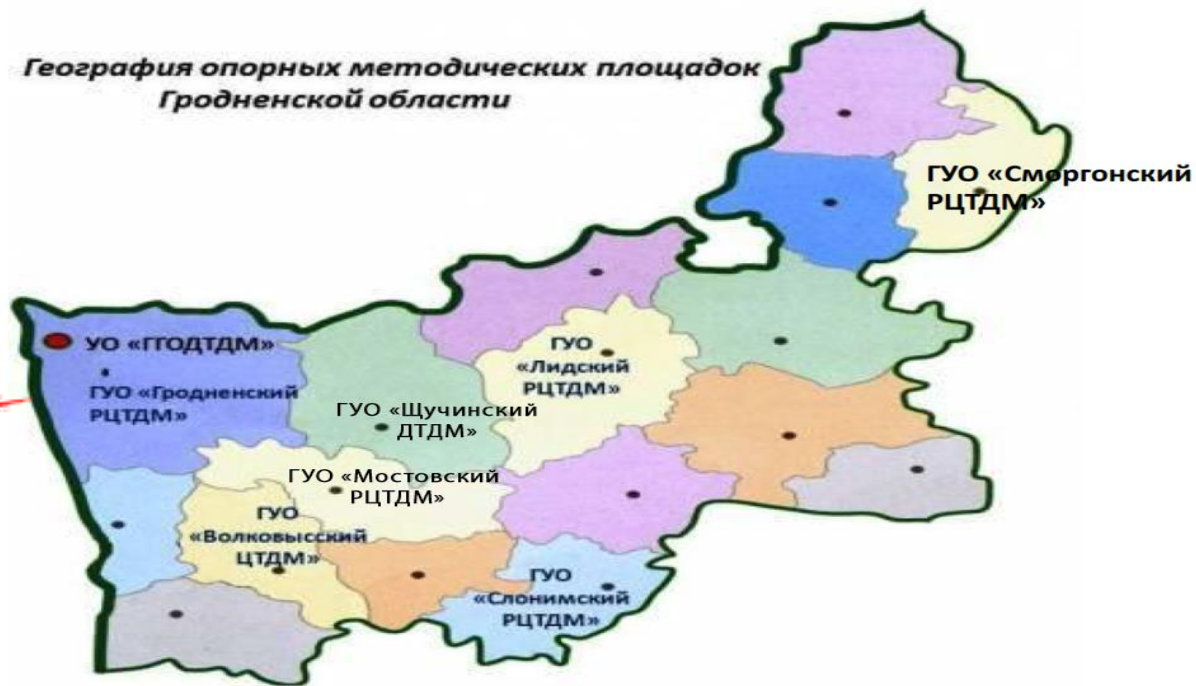 География опорных методических площадок
Гродненской области
ГУО «Сморгонский
РЦТДМ»
УО «ГГОДТДМ»
ГУО «Гродненский
РЦТДМ»
ГУО
«Лидский
РЦТДМ»
ГУО «Щучинский
ДТДМ»
ГУО «Мостовский
РЦТДМ»
ГУО
«Волковысский
ЦТДМ»
ГУО
«Слонимский
РЦТДМ»